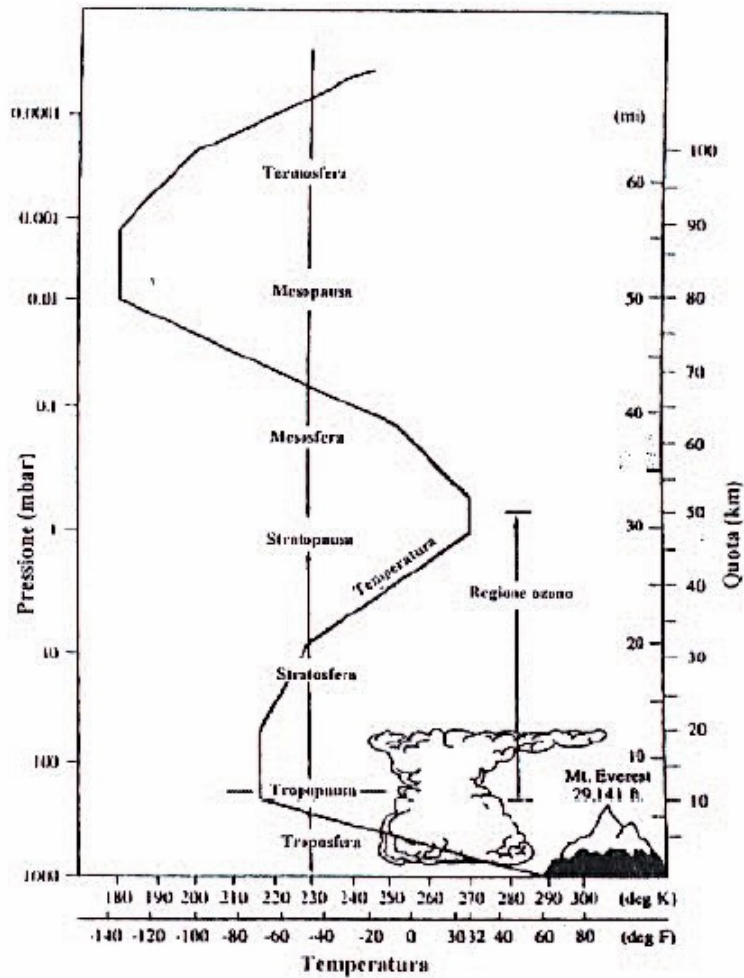 (mi)
0.0001
100
Termosfera
60
0.001
90
Mesopausa
0.01
50
80
70
0.1
40
Mesosfera
60
Pressione (mbar)
Quota (km)
50
1
Stratopausa
30
Temperatura
Regione ozono
40
10
20
30
Stratosfera
20
100
10
Mt. Everest
29,141 ft.
Tropopausa
10
Troposfera
1000
180 190 200 210 220 230 240 250 260 270 280 290 300 (deg K)
-140 -120 -100 -80 -60 -40 -20 0 30 32 40 60 80 (deg F)
Temperatura